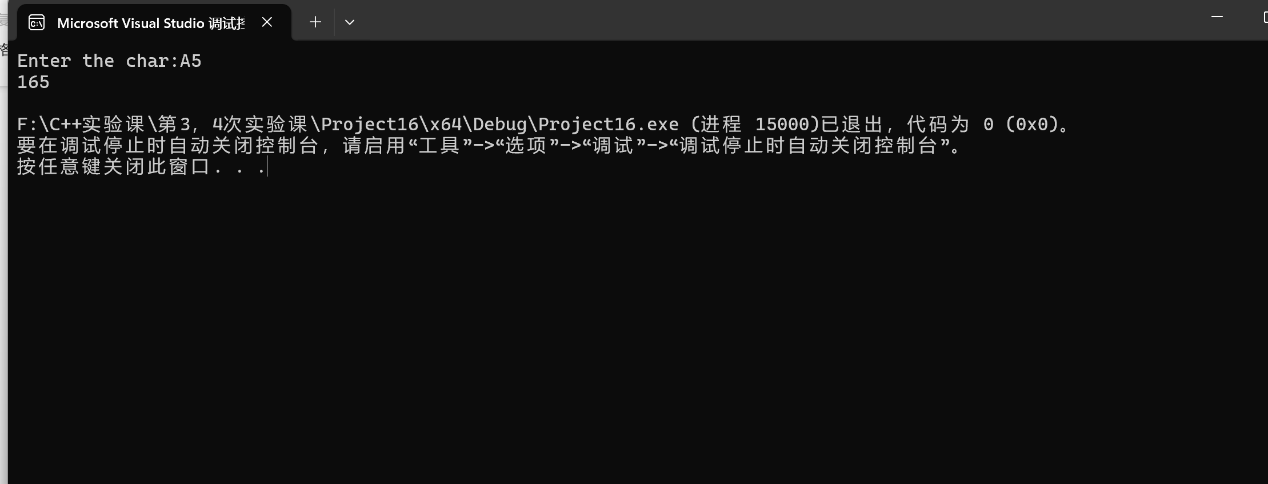 Microsoft Visual Studio 调试控
Enter the char:A5
165
F:\C++实验课\第3，4次实验课\Project16\x64\Debug\Project16.exe (进程 15000)已退出，代码为 0 (0x0)。
要在调试停止时自动关闭控制台，请启用“工具”->“选项”->“调试”->“调试停止时自动关闭控制台”。
按任意键关闭此窗口. . .